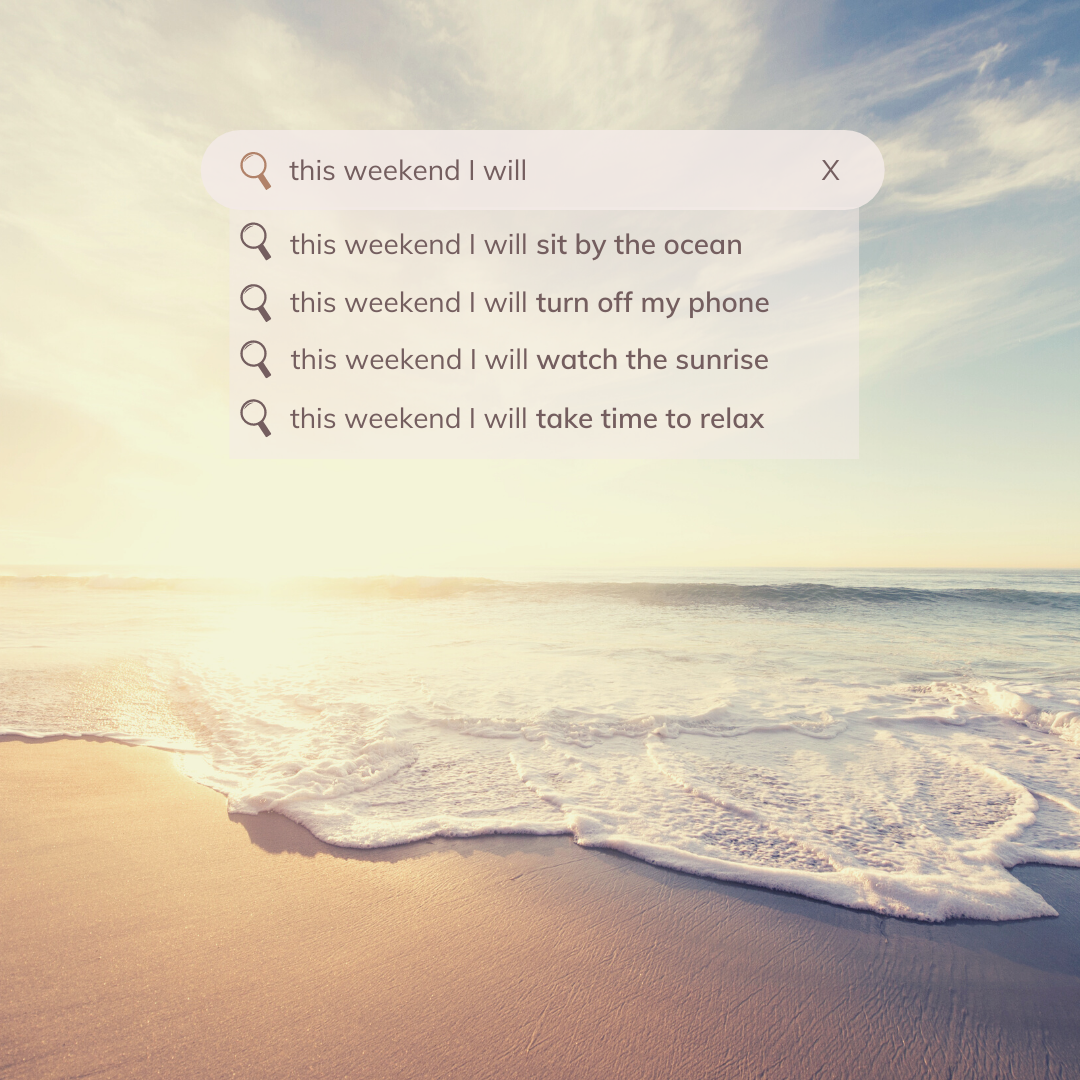 this weekend I will X
this weekend I will sit by the ocean
this weekend I will turn off my phone
this weekend I will watch the sunrise
this weekend I will take time to relax